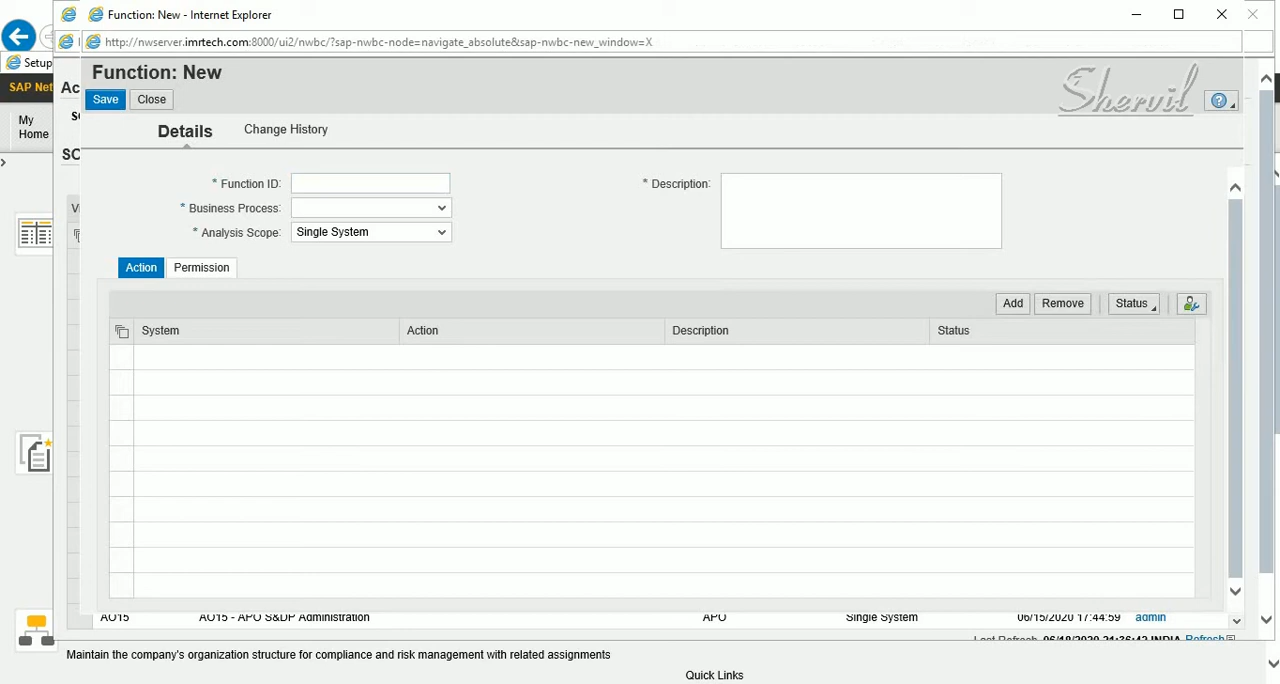 Function: New - Internet Explorer
http://nwserver.imrtech.com:8000/ui2/nwbc/?sap-nwbc-node=navigate_absolute&sap-nwbc-new_window=X
Setup
SAP Net
Ac
Function: New
Shervil
Save Close
My
Home
SO
Details Change History
* Function ID: * Description:
* Business Process:
* Analysis Scope: Single System
Action Permission
Add Remove Status
System Action Description Status
AO15 AO15 - APO S&DP Administration APO Single System 06/15/2020 17:44:59 admin
Last Refresh 06/18/2020 21:36:42 INDIA Refresh
Maintain the company's organization structure for compliance and risk management with related assignments
Quick Links